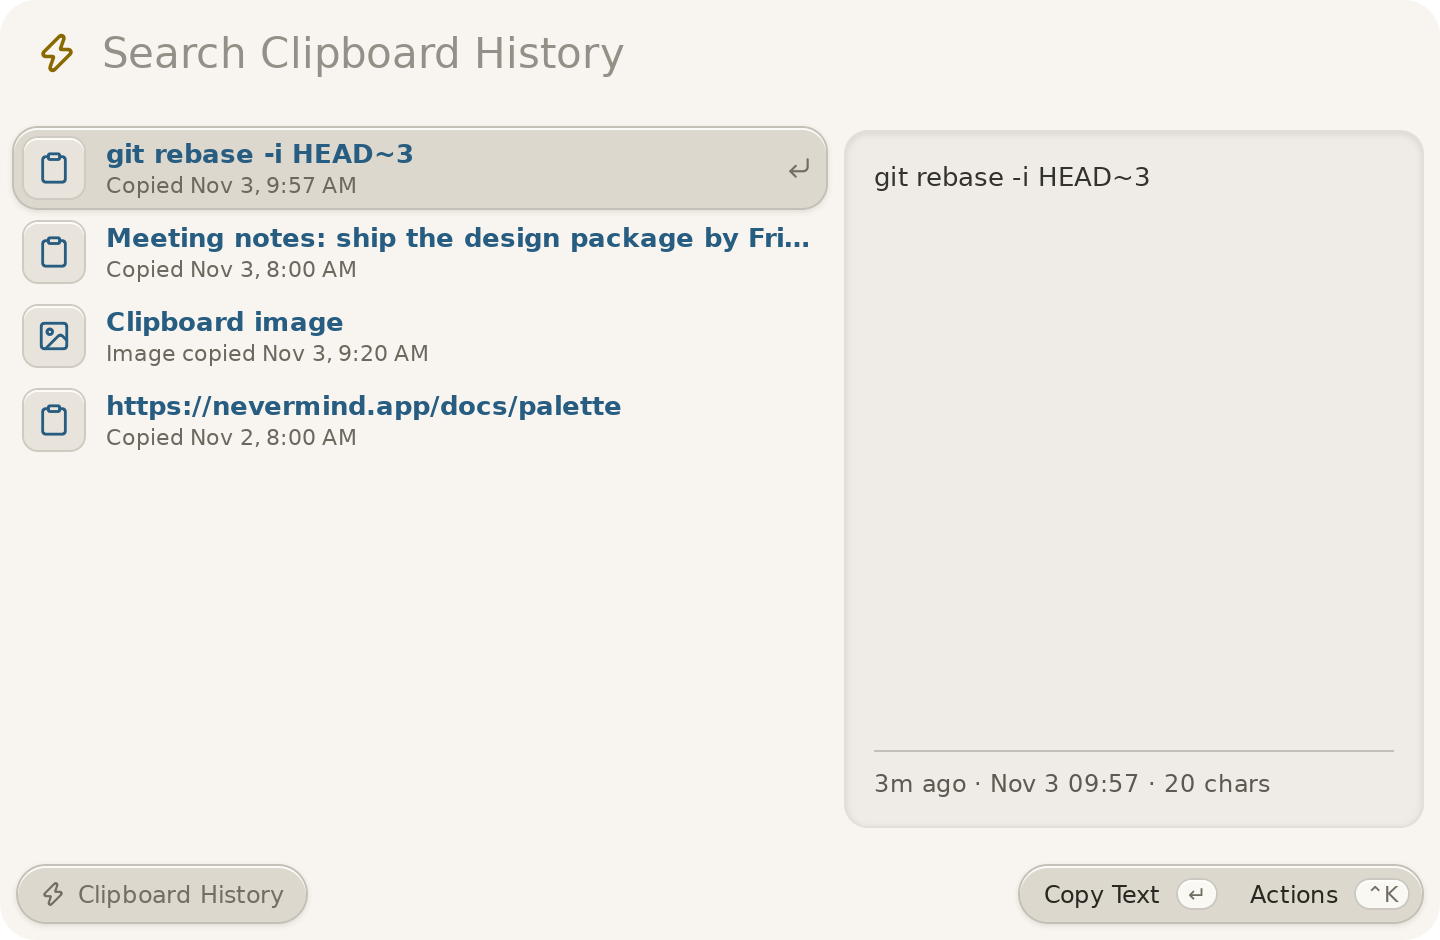 Search Clipboard History
git rebase -i HEAD~3
Copied Nov 3, 9:57 AM
Meeting notes: ship the design package by Fri…
Copied Nov 3, 8:00 AM
Clipboard image
Image copied Nov 3, 9:20 AM
https://nevermind.app/docs/palette
Copied Nov 2, 8:00 AM
git rebase -i HEAD~3
3m ago · Nov 3 09:57 · 20 chars
Clipboard History
Copy Text ↵ Actions ⌃K